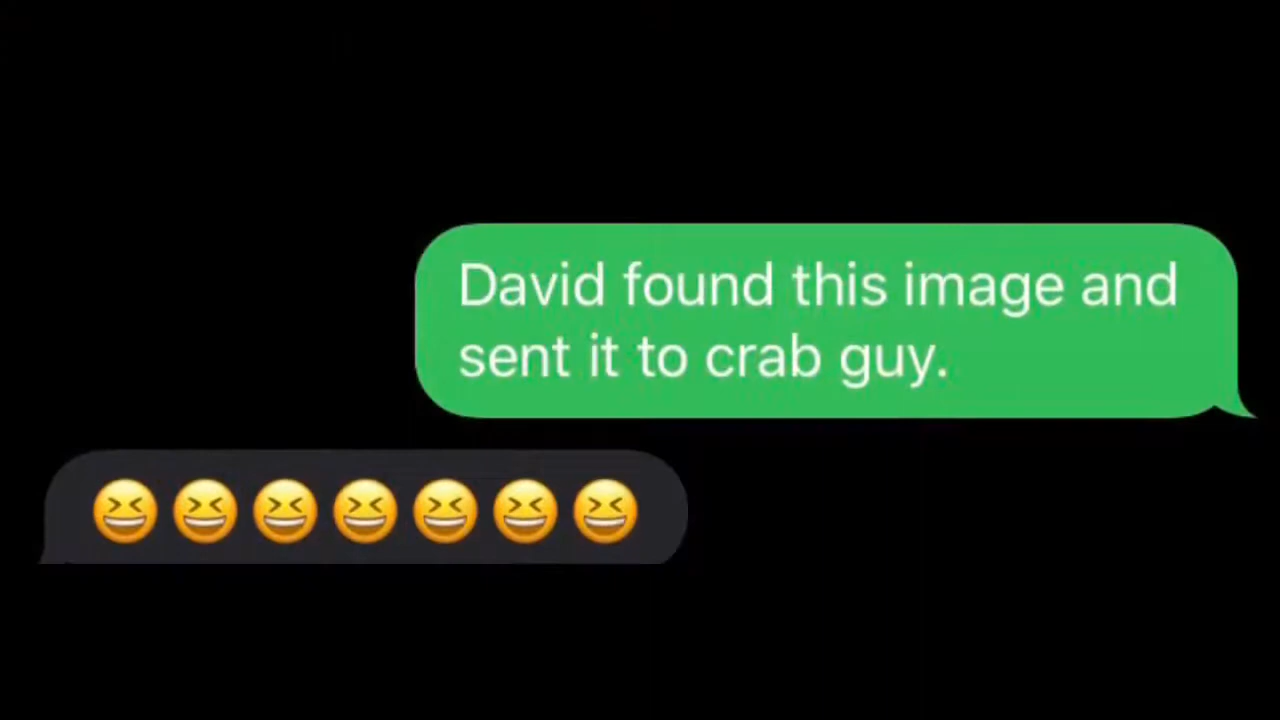 David found this image and
sent it to crab guy.
😆😆😆😆😆😆😆